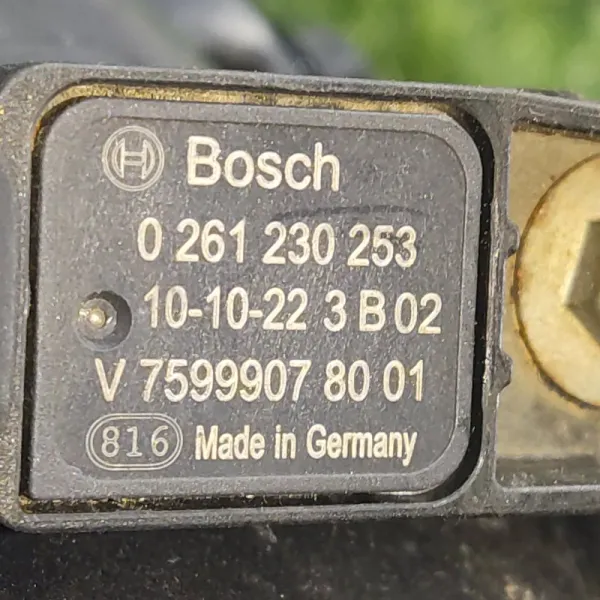 Bosch
0 261 230 253
10-10-22 3 B 02
V 7599907 80 01
816 Made in Germany